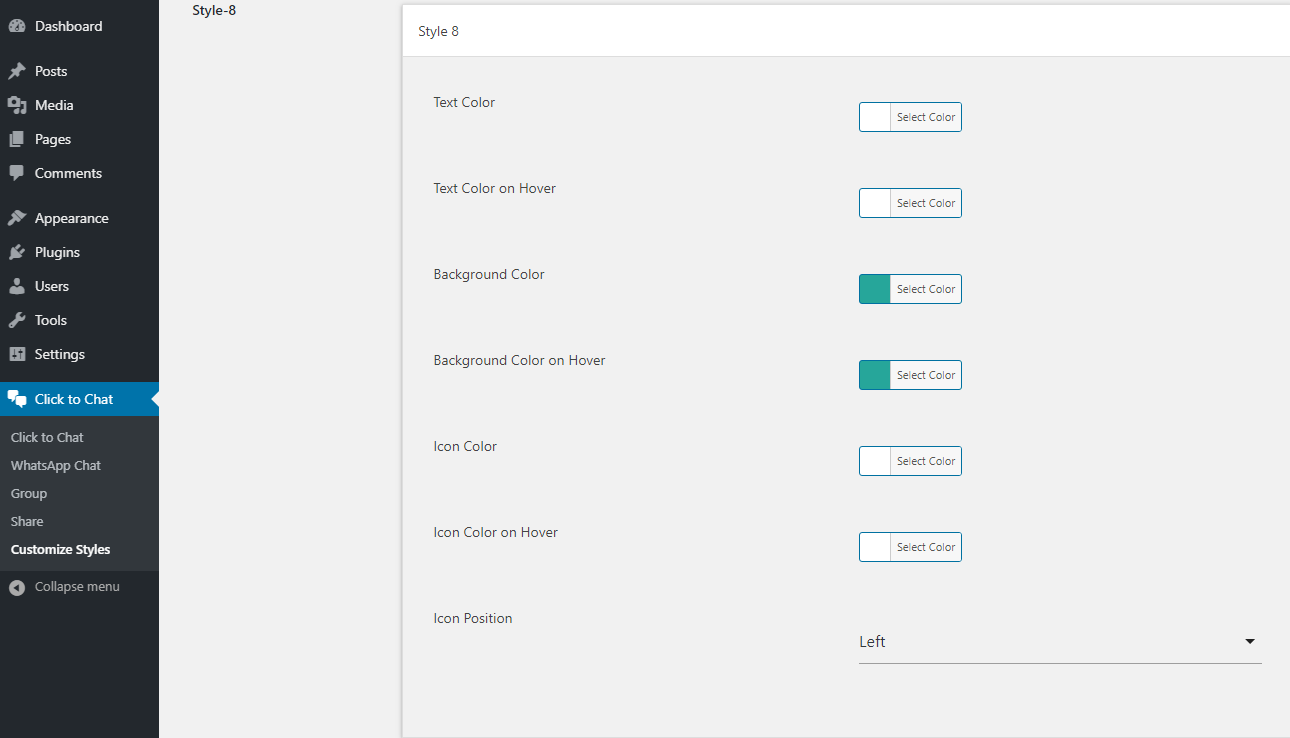 Dashboard
Posts
Media
Pages
Comments
Appearance
Plugins
Users
Tools
Settings
Click to Chat
Click to Chat
WhatsApp Chat
Group
Share
Customize Styles
Collapse menu
Style-8
Style 8
Text Color
Select Color
Text Color on Hover
Select Color
Background Color
Select Color
Background Color on Hover
Select Color
Icon Color
Select Color
Icon Color on Hover
Select Color
Icon Position
Left